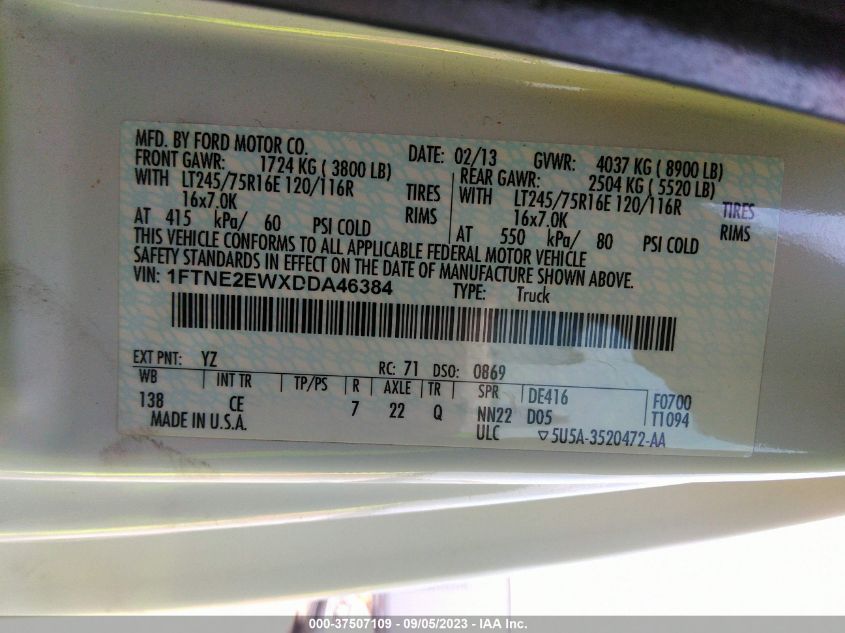 MFD. BY FORD MOTOR CO. DATE: 02/13 GVWR: 4037 KG ( 8900 LB)
FRONT GAWR: 1724 KG ( 3800 LB) REAR GAWR: 2504 KG ( 5520 LB)
WITH LT245/75R16E 120/116R TIRES WITH LT245/75R16E 120/116R TIRES
16x7.0K RIMS 16x7.0K RIMS
AT 415 kPa/ 60 PSI COLD AT 550 kPa/ 80 PSI COLD
THIS VEHICLE CONFORMS TO ALL APPLICABLE FEDERAL MOTOR VEHICLE
SAFETY STANDARDS IN EFFECT ON THE DATE OF MANUFACTURE SHOWN ABOVE.
VIN: 1FTNE2EWXDDA46384 TYPE: Truck
EXT PNT: YZ RC: 71 DSO: 0869
WB INT TR TP/PS R AXLE TR SPR DE416 F0700
138 CE 7 22 Q NN22 D05 T1094
MADE IN U.S.A. ULC ▽5U5A-3520472-AA
000-37507109 - 09/05/2023 - IAA Inc.